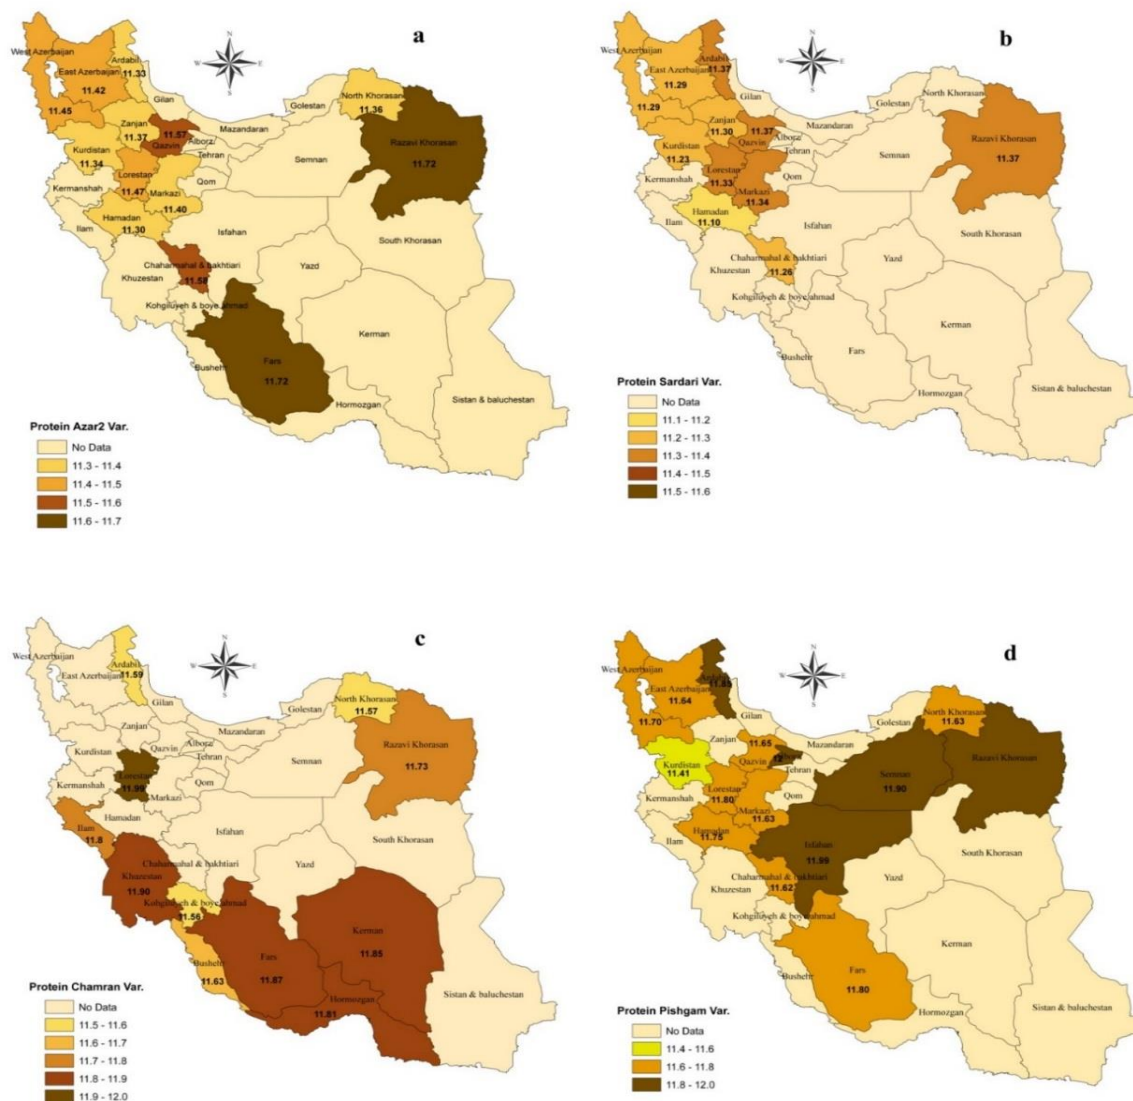 a
N
W
E
S
West Azerbaijan
East Azerbaijan
11.42
11.45
Ardabil
11.33
Gilan
Zanjan
11.37
11.57
Qazvin
Alborz
Tehran
Mazandaran
Golestan
North Khorasan
11.36
Razavi Khorasan
11.72
Semnan
Kurdistan
11.34
Kermanshah
Lorestan
11.47
Markazi
11.40
Qom
Hamadan
11.30
Ilam
Isfahan
South Khorasan
Chaharmahal & bakhtiari
11.58
Khuzestan
Yazd
Kohgiluyeh & boye ahmad
Kerman
Bushehr
Fars
11.72
Hormozgan
Sistan & baluchestan
Protein Azar2 Var.
No Data
11.3 - 11.4
11.4 - 11.5
11.5 - 11.6
11.6 - 11.7
b
N
W
E
S
West Azerbaijan
East Azerbaijan
11.29
11.29
Ardabil
11.37
Gilan
Zanjan
11.30
11.37
Qazvin
Alborz
Tehran
Mazandaran
Golestan
North Khorasan
Razavi Khorasan
11.37
Semnan
Kurdistan
11.23
Kermanshah
Lorestan
11.33
Markazi
11.34
Qom
Hamadan
11.10
Ilam
Isfahan
South Khorasan
Chaharmahal & bakhtiari
11.26
Khuzestan
Yazd
Kohgiluyeh & boye ahmad
Kerman
Bushehr
Fars
Hormozgan
Sistan & baluchestan
Protein Sardari Var.
No Data
11.1 - 11.2
11.2 - 11.3
11.3 - 11.4
11.4 - 11.5
11.5 - 11.6
c
N
W
E
S
West Azerbaijan
East Azerbaijan
Ardabil
11.59
Gilan
Zanjan
Qazvin
Alborz
Tehran
Mazandaran
Golestan
North Khorasan
11.57
Razavi Khorasan
11.73
Semnan
Kurdistan
Kermanshah
Lorestan
11.99
Markazi
Qom
Hamadan
Ilam
11.8
Isfahan
South Khorasan
Chaharmahal & bakhtiari
Khuzestan
11.90
Yazd
Kohgiluyeh & boye ahmad
11.56
Kerman
11.85
Bushehr
11.63
Fars
11.87
Hormozgan
11.81
Sistan & baluchestan
Protein Chamran Var.
No Data
11.5 - 11.6
11.6 - 11.7
11.7 - 11.8
11.8 - 11.9
11.9 - 12.0
d
N
W
E
S
West Azerbaijan
East Azerbaijan
11.64
11.70
Gilan
Zanjan
11.65
Qazvin
Tehran
Mazandaran
Golestan
North Khorasan
11.63
Razavi Khorasan
Semnan
11.90
Kurdistan
11.41
Kermanshah
Lorestan
11.80
Markazi
11.63
Qom
Hamadan
11.75
Ilam
Isfahan
11.99
South Khorasan
Chaharmahal & bakhtiari
11.62
Khuzestan
Yazd
Kohgiluyeh & boye ahmad
Kerman
Bushehr
Fars
11.80
Hormozgan
Sistan & baluchestan
Protein Pishgam Var.
No Data
11.4 - 11.6
11.6 - 11.8
11.8 - 12.0